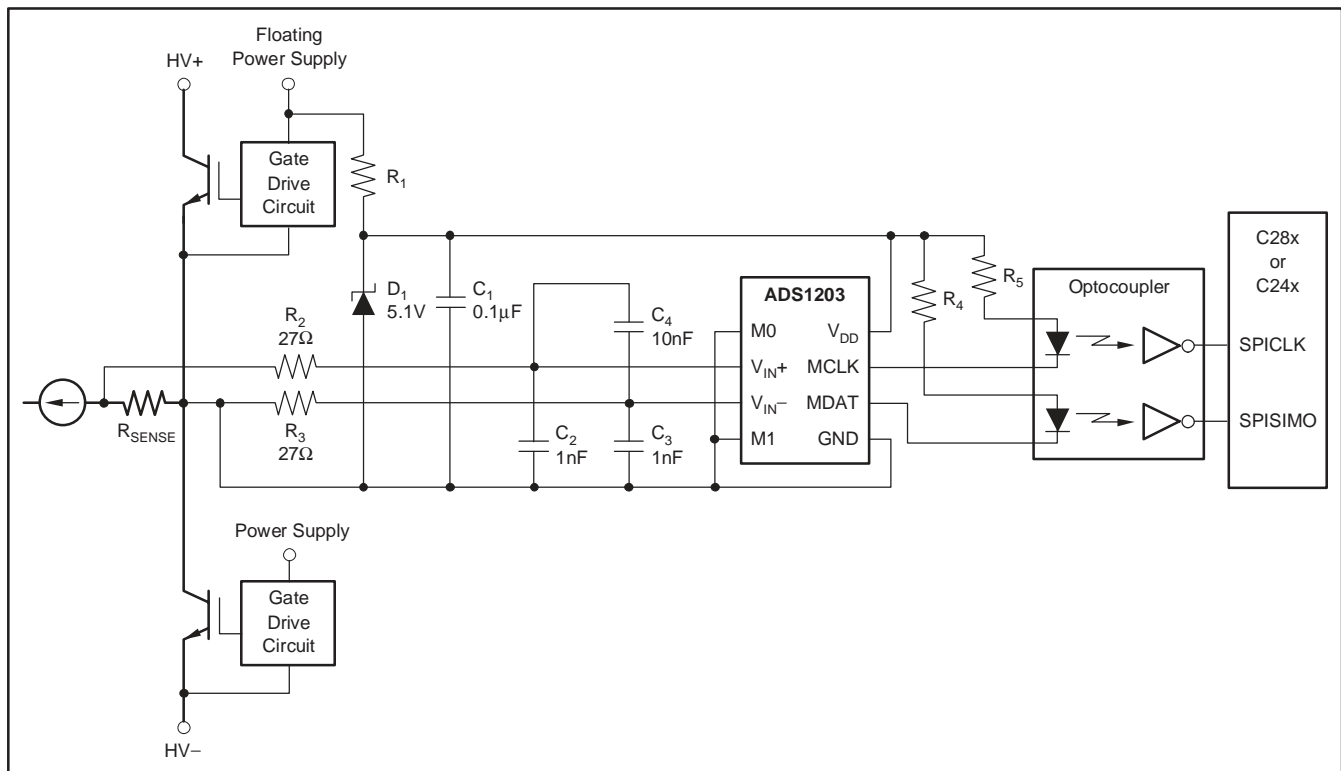 Floating
Power Supply
HV+
Gate
Drive
Circuit
R1
D1
5.1V
C1
0.1µF
C4
10nF
R2
27Ω
R3
27Ω
RSENSE
C2
1nF
C3
1nF
ADS1203
M0
VDD
VIN+
MCLK
VIN−
MDAT
M1
GND
R4
R5
Optocoupler
C28x
or
C24x
SPICLK
SPISIMO
Power Supply
Gate
Drive
Circuit
HV−